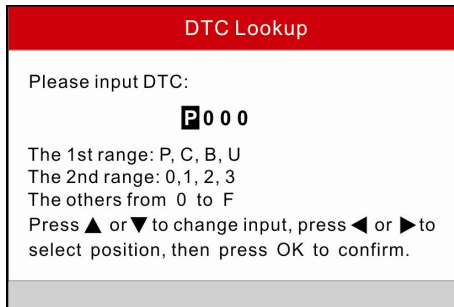 DTC Lookup
Please input DTC:
P000
The 1st range: P, C, B, U
The 2nd range: 0,1, 2, 3
The others from 0 to F
Press ▲ or ▼ to change input, press ◀ or ▶ to
select position, then press OK to confirm.